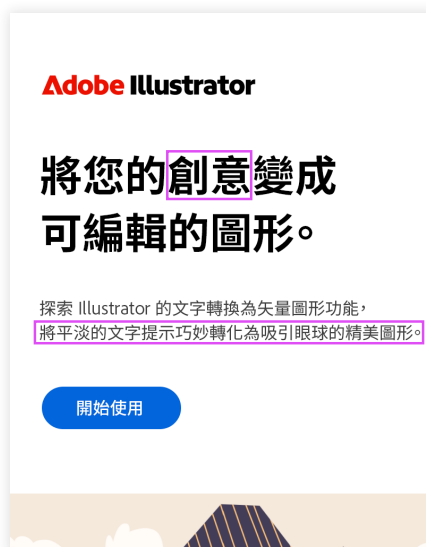 Adobe Illustrator
將您的創意變成
可編輯的圖形。
探索 Illustrator 的文字轉換為矢量圖形功能，
將平淡的文字提示巧妙轉化為吸引眼球的精美圖形。
開始使用